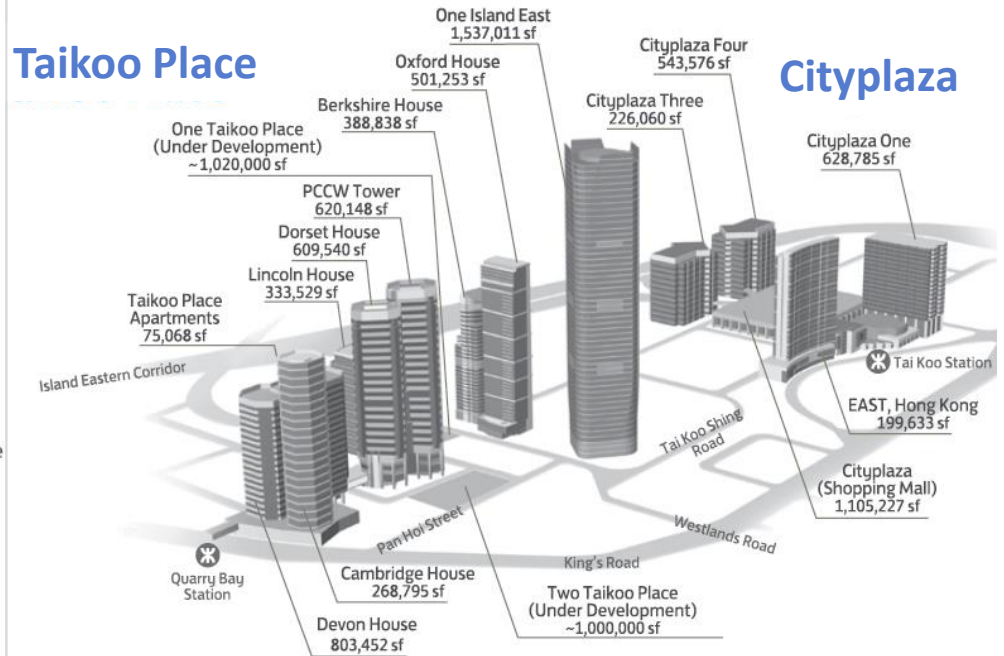 Taikoo Place
Cityplaza
One Island East
1,537,011 sf
Oxford House
501,253 sf
Berkshire House
388,838 sf
One Taikoo Place
(Under Development)
~1,020,000 sf
PCCW Tower
620,148 sf
Dorset House
609,540 sf
Lincoln House
333,529 sf
Taikoo Place
Apartments
75,068 sf
Cityplaza Four
543,576 sf
Cityplaza Three
226,060 sf
Cityplaza One
628,785 sf
Island Eastern Corridor
Tai Koo Station
EAST, Hong Kong
199,633 sf
Tai Koo Shing
Road
Cityplaza
(Shopping Mall)
1,105,227 sf
Westlands Road
Pan Hoi Street
King's Road
Quarry Bay
Station
Cambridge House
268,795 sf
Two Taikoo Place
(Under Development)
~1,000,000 sf
Devon House
803,452 sf